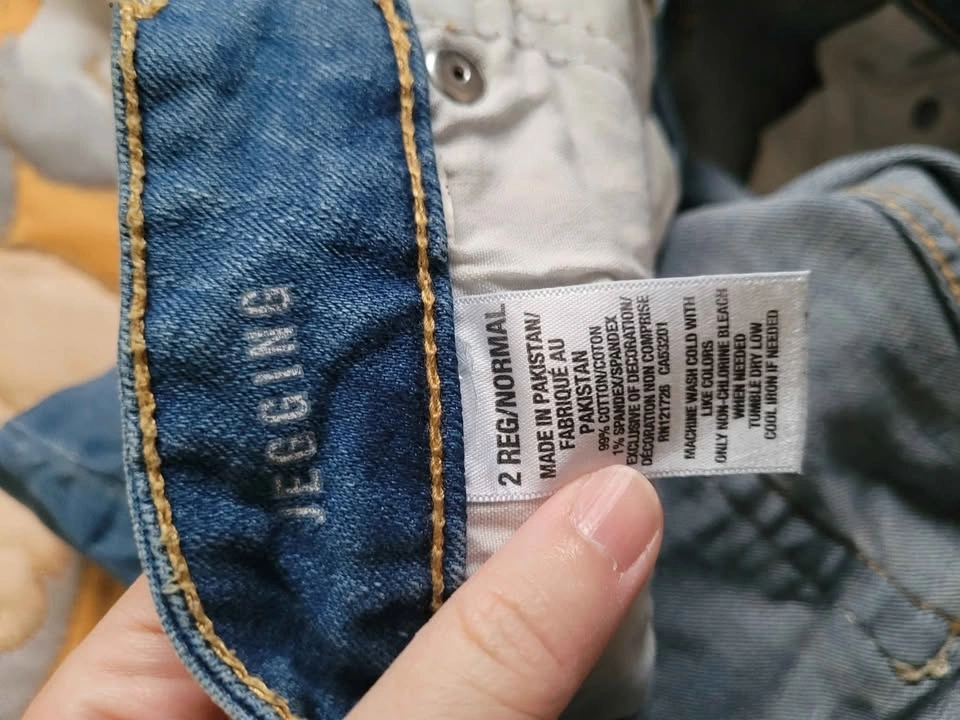 JEGGING
2 REG/NORMAL
MADE IN PAKISTAN/
FABRIQUÉ AU
PAKISTAN
99% COTTON/COTON
1% SPANDEX/SPANDEX
EXCLUSIVE OF DECORATION/
DÉCORATION NON COMPRISE
RN121726 CA53201
MACHINE WASH COLD WITH
LIKE COLORS
ONLY NON-CHLORINE BLEACH
WHEN NEEDED
TUMBLE DRY LOW
COOL IRON IF NEEDED